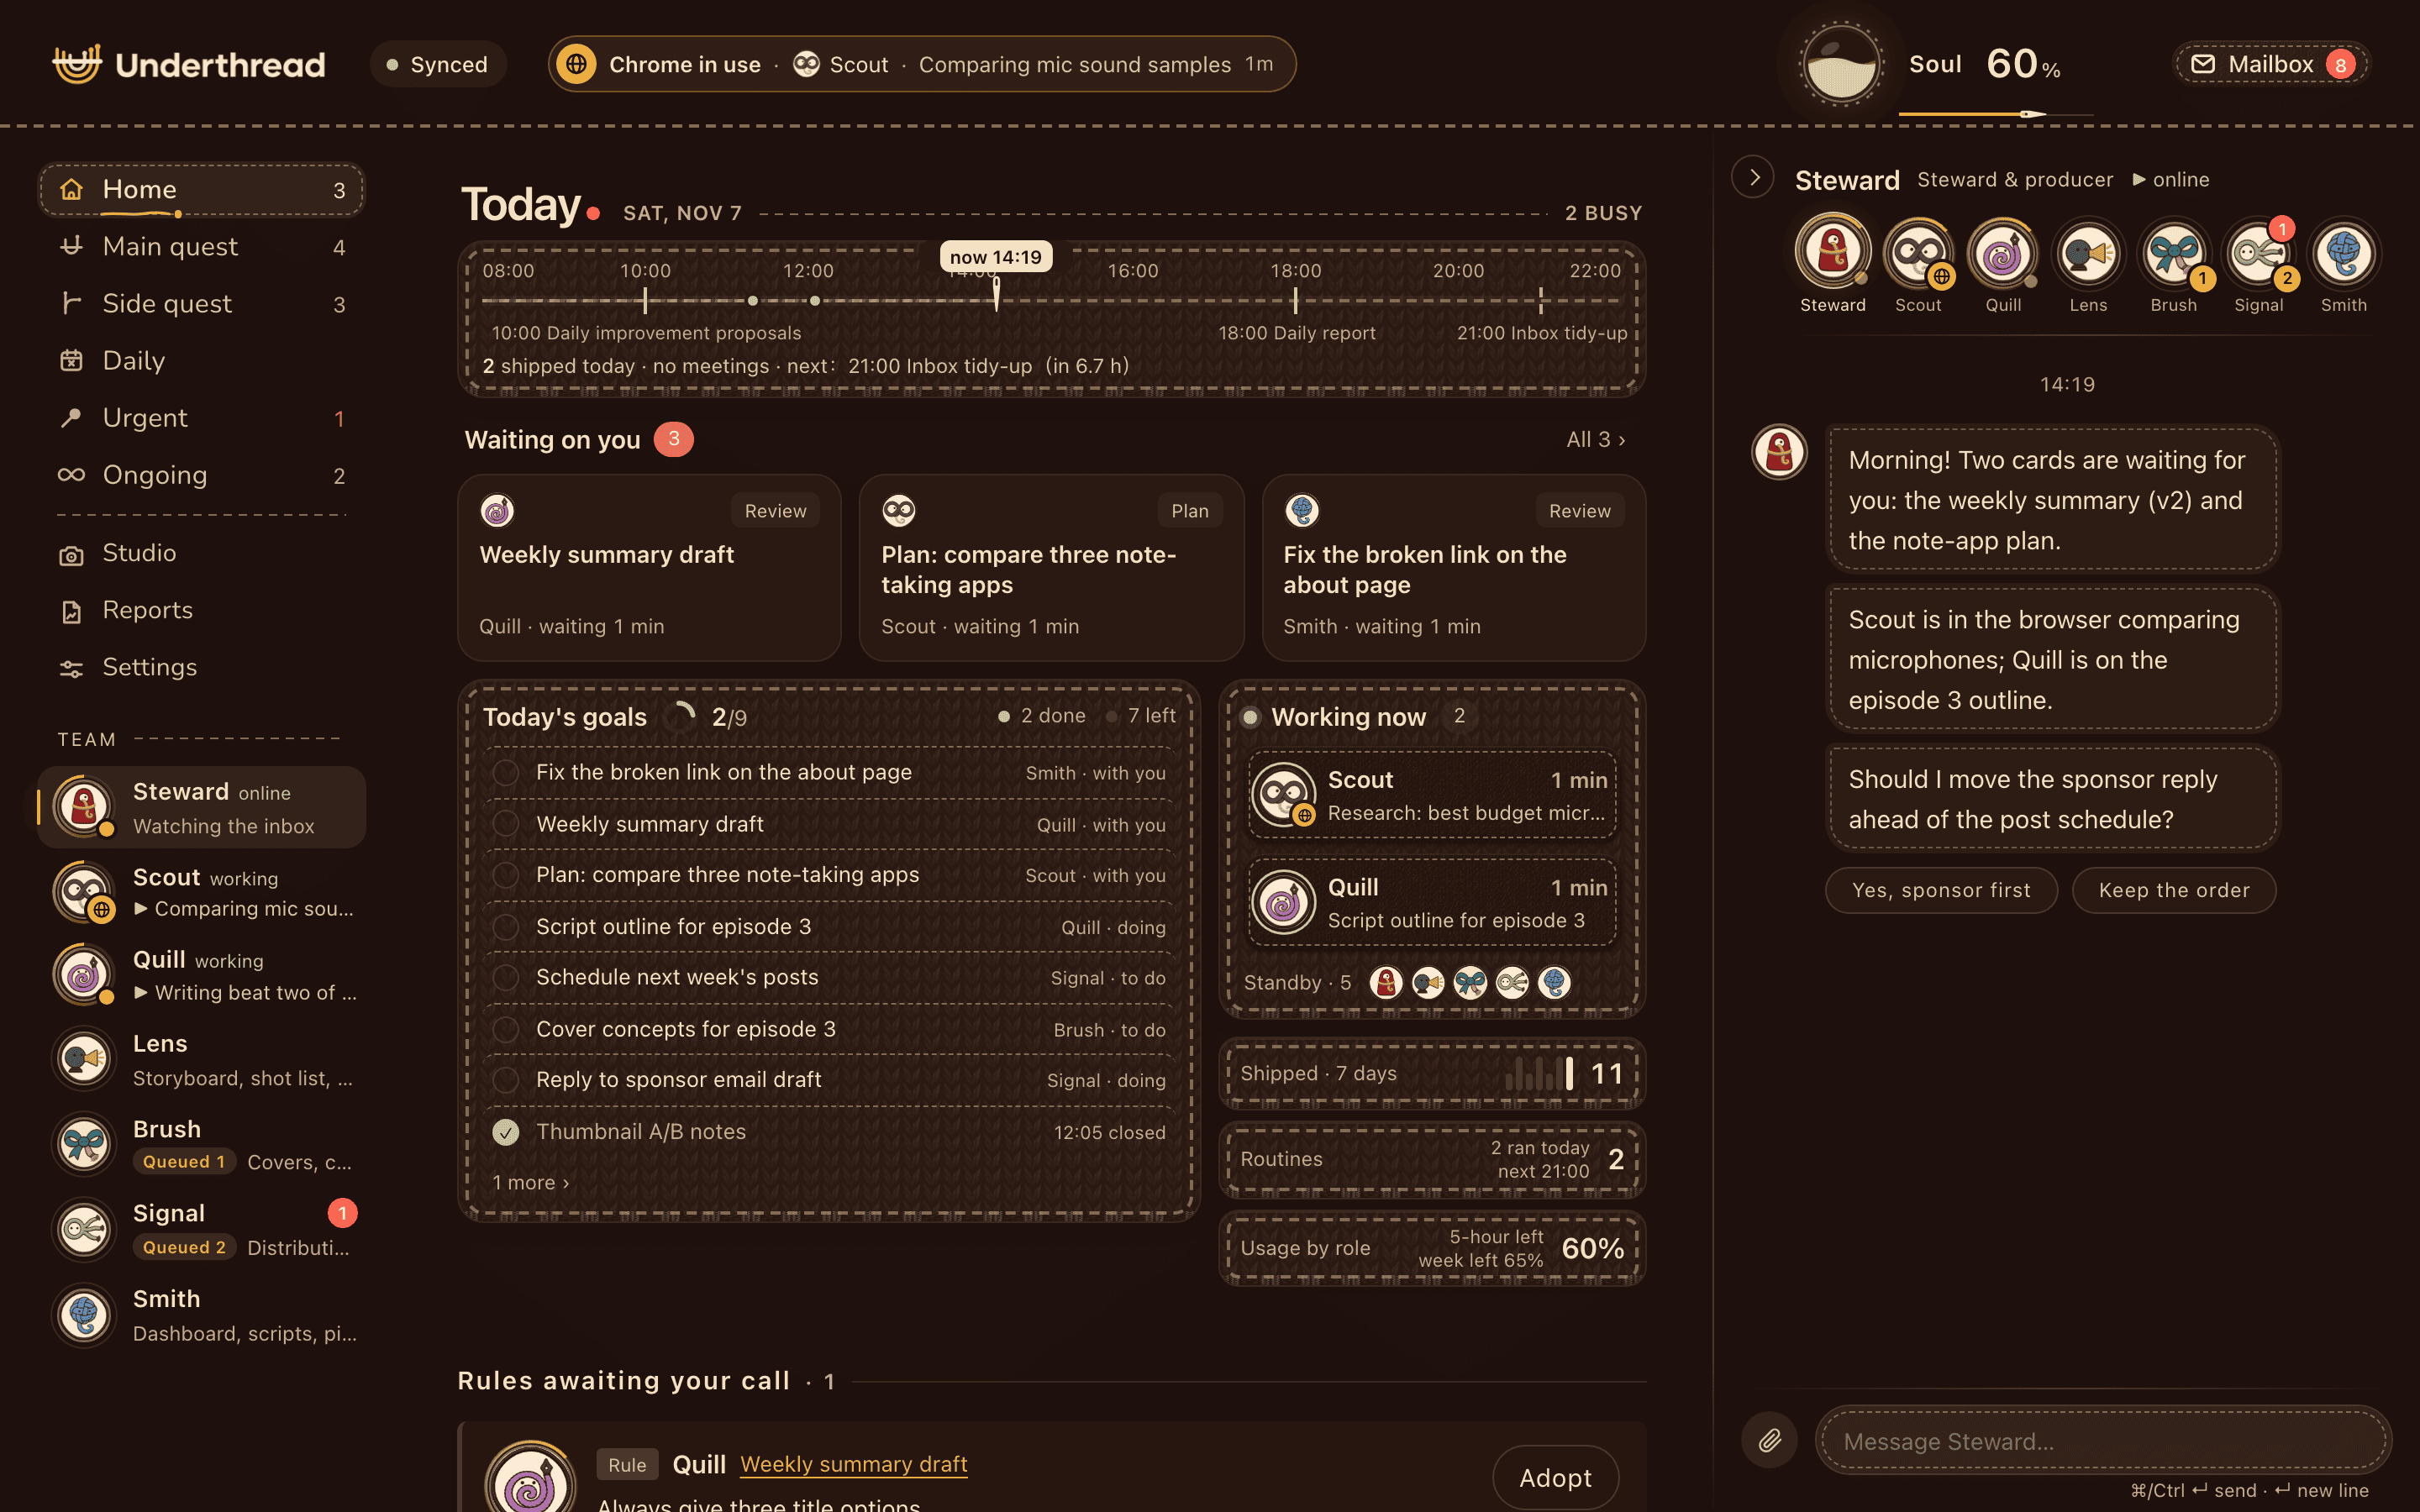 Underthread
Synced
Chrome in use · Scout · Comparing mic sound samples 1m
Soul 60%
Mailbox 8
Home 3
Main quest 4
Side quest 3
Daily
Urgent 1
Ongoing 2
Studio
Reports
Settings
TEAM
Steward online
Watching the inbox
Scout working
Comparing mic sou...
Quill working
Writing beat two of ...
Lens
Storyboard, shot list, ...
Brush
Queued 1 Covers, c...
Signal 1
Queued 2 Distributi...
Smith
Dashboard, scripts, pi...
Today SAT, NOV 7 2 BUSY
now 14:19
08:00 10:00 12:00 14:00 16:00 18:00 20:00 22:00
10:00 Daily improvement proposals 18:00 Daily report 21:00 Inbox tidy-up
2 shipped today · no meetings · next: 21:00 Inbox tidy-up (in 6.7 h)
Waiting on you 3 All 3 ›
Review
Weekly summary draft
Quill · waiting 1 min
Plan
Plan: compare three note-
taking apps
Scout · waiting 1 min
Review
Fix the broken link on the
about page
Smith · waiting 1 min
Today's goals 2/9 2 done 7 left
Fix the broken link on the about page Smith · with you
Weekly summary draft Quill · with you
Plan: compare three note-taking apps Scout · with you
Script outline for episode 3 Quill · doing
Schedule next week's posts Signal · to do
Cover concepts for episode 3 Brush · to do
Reply to sponsor email draft Signal · doing
Thumbnail A/B notes 12:05 closed
1 more ›
Working now 2
Scout 1 min
Research: best budget micr...
Quill 1 min
Script outline for episode 3
Standby · 5
Shipped · 7 days 11
Routines 2 ran today
next 21:00 2
Usage by role 5-hour left
week left 65% 60%
Rules awaiting your call · 1
Rule Quill Weekly summary draft
Always give three title options
Adopt
Steward Steward & producer online
1
1 2
Steward Scout Quill Lens Brush Signal Smith
14:19
Morning! Two cards are waiting for
you: the weekly summary (v2) and
the note-app plan.
Scout is in the browser comparing
microphones; Quill is on the
episode 3 outline.
Should I move the sponsor reply
ahead of the post schedule?
Yes, sponsor first
Keep the order
Message Steward...
⌘/Ctrl ↵ send · ↵ new line